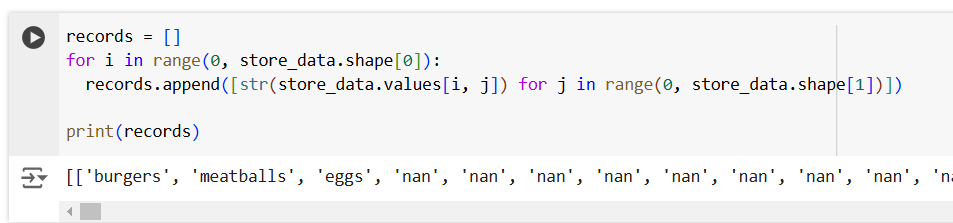 records = []
for i in range(0, store_data.shape[0]):
  records.append([str(store_data.values[i, j]) for j in range(0, store_data.shape[1])])
print(records)
[['burgers', 'meatballs', 'eggs', 'nan', 'nan', 'nan', 'nan', 'nan', 'nan', 'nan', 'nan', 'na